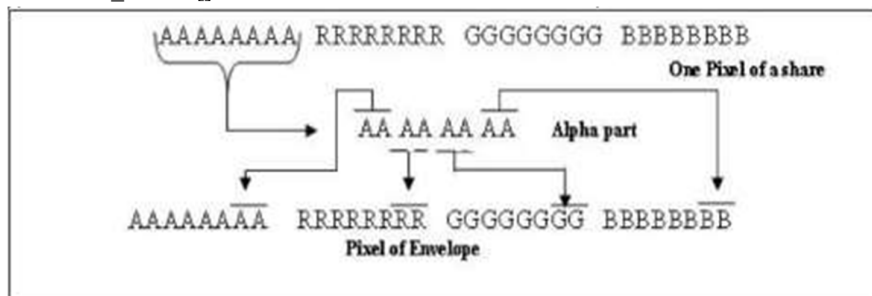 AAAAAAAA RRRRRRRR GGGGGGGG BBBBBBBB
One Pixel of a share
AA AA AA AA Alpha part
AAAAAAAA RRRRRRRR GGGGGGGG BBBBBBBB
Pixel of Envelope